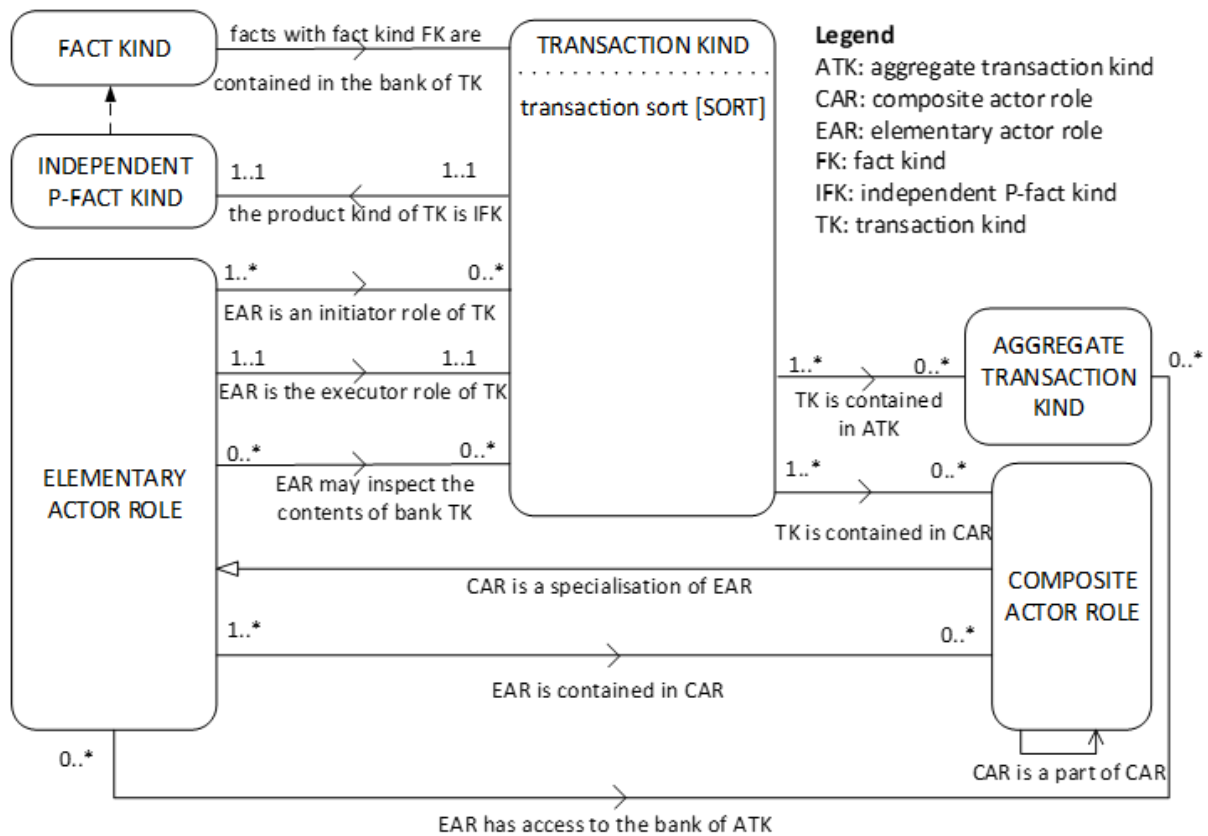 FACT KIND
facts with fact kind FK are
contained in the bank of TK
TRANSACTION KIND
transaction sort [SORT]
Legend
ATK: aggregate transaction kind
CAR: composite actor role
EAR: elementary actor role
FK: fact kind
IFK: independent P-fact kind
TK: transaction kind
INDEPENDENT
P-FACT KIND
1..1 1..1
the product kind of TK is IFK
ELEMENTARY
ACTOR ROLE
1..* 0..*
EAR is an initiator role of TK
1..1 1..1
EAR is the executor role of TK
0..* 0..*
EAR may inspect the
contents of bank TK
1..* 0..*
TK is contained
in ATK
AGGREGATE
TRANSACTION
KIND
0..*
1..* 0..*
TK is contained in CAR
CAR is a specialisation of EAR
COMPOSITE
ACTOR ROLE
1..* 0..*
EAR is contained in CAR
CAR is a part of CAR
0..*
EAR has access to the bank of ATK